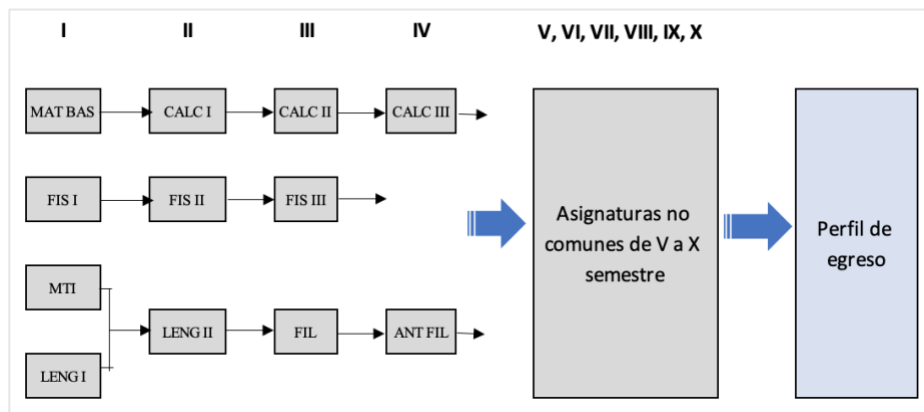 I II III IV V, VI, VII, VIII, IX, X
MAT BAS CALC I CALC II CALC III
FIS I FIS II FIS III
MTI
LENG II FIL ANT FIL
LENG I
Asignaturas no
comunes de V a X
semestre
Perfil de
egreso